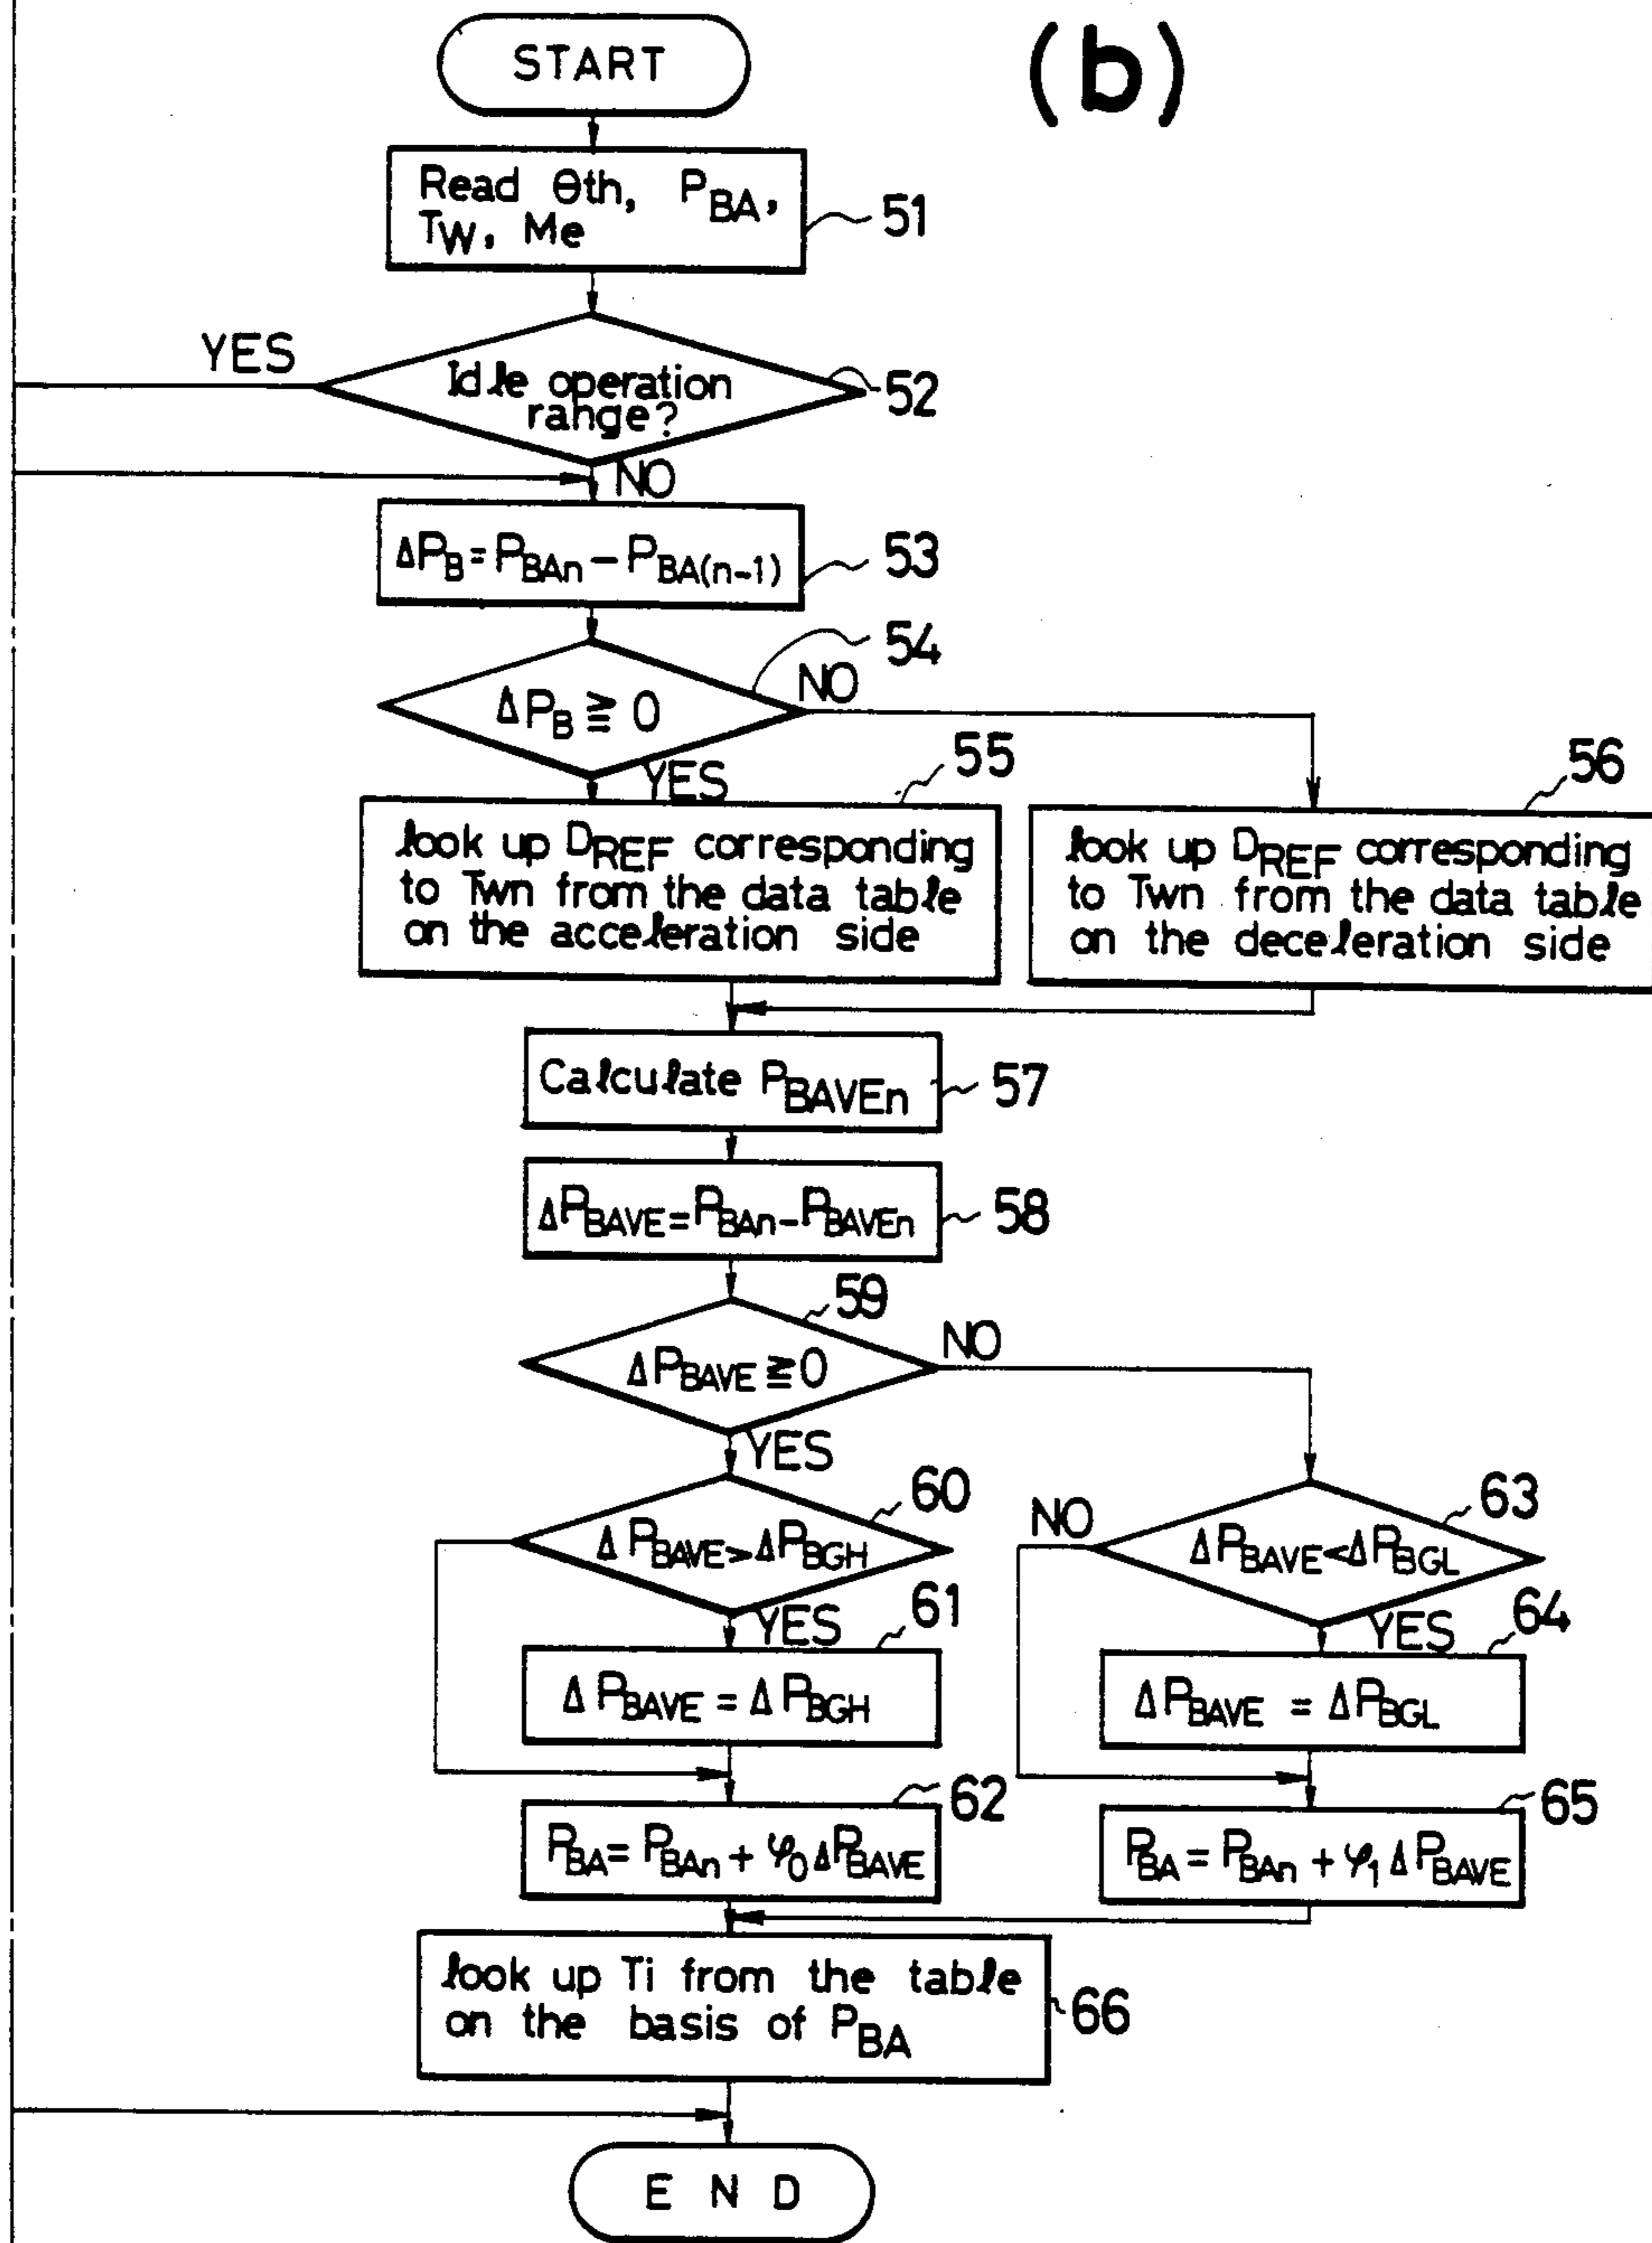 (b)
START
Read θth, PBA,
TW, Me
51
YES
Idle operation
range?
52
NO
ΔPB = PBAn − PBA(n−1)
53
54
ΔPB ≧ 0
NO
YES
55
56
look up DREF corresponding
to Twn from the data table
on the acceleration side
look up DREF corresponding
to Twn from the data table
on the deceleration side
Calculate PBAVEn
57
ΔPBAVE = PBAn − PBAVEn
58
59
ΔPBAVE ≧ 0
NO
YES
60
ΔPBAVE > ΔPBGH
NO
63
ΔPBAVE < ΔPBGL
61
YES
64
YES
ΔPBAVE = ΔPBGH
ΔPBAVE = ΔPBGL
62
65
PBA = PBAn + φ0 ΔPBAVE
PBA = PBAn + φ1 ΔPBAVE
look up Ti from the table
on the basis of PBA
66
END